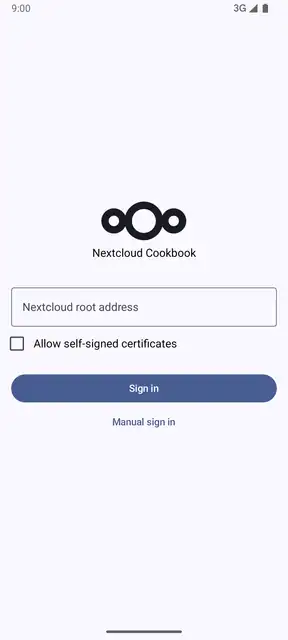 9:00
3G
Nextcloud Cookbook
Nextcloud root address
Allow self-signed certificates
Sign in
Manual sign in